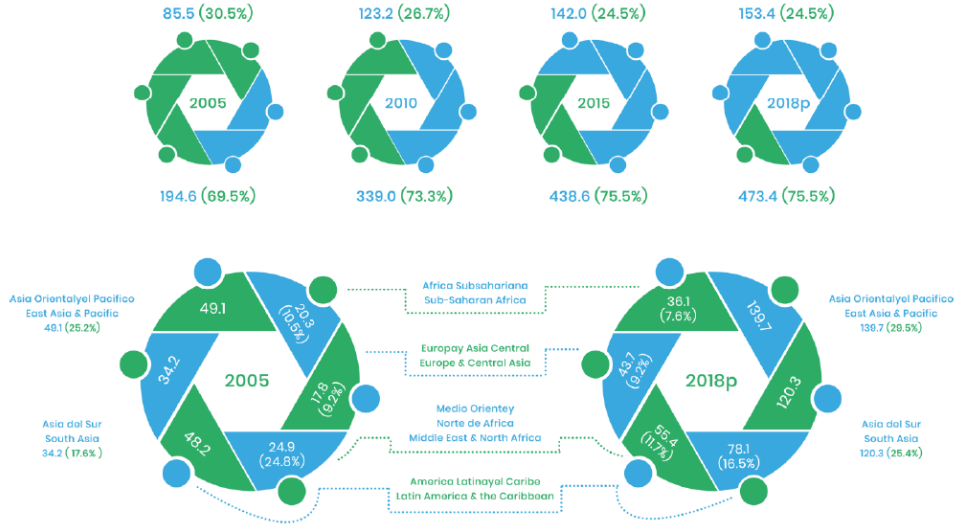 85.5 (30.5%)
123.2 (26.7%)
142.0 (24.5%)
153.4 (24.5%)
2005
2010
2015
2018p
194.6 (69.5%)
339.0 (73.3%)
438.6 (75.5%)
473.4 (75.5%)
Asia Orientalyel Pacifico
East Asia & Pacific
49.1 (25.2%)
Asia del Sur
South Asia
34.2 (17.6%)
49.1
20.3
(10.5%)
34.2
2005
17.8
(9.2%)
48.2
24.9
(24.8%)
Africa Subsahariana
Sub-Saharan Africa
Europay Asia Central
Europe & Central Asia
Medio Orientey
Norte de Africa
Middle East & North Africa
America Latinayel Caribe
Latin America & the Caribbean
36.1
(7.6%)
139.7
43.7
(9.2%)
2018p
120.3
55.4
(11.7%)
78.1
(16.5%)
Asia Orientalyel Pacifico
East Asia & Pacific
139.7 (29.5%)
Asia del Sur
South Asia
120.3 (25.4%)